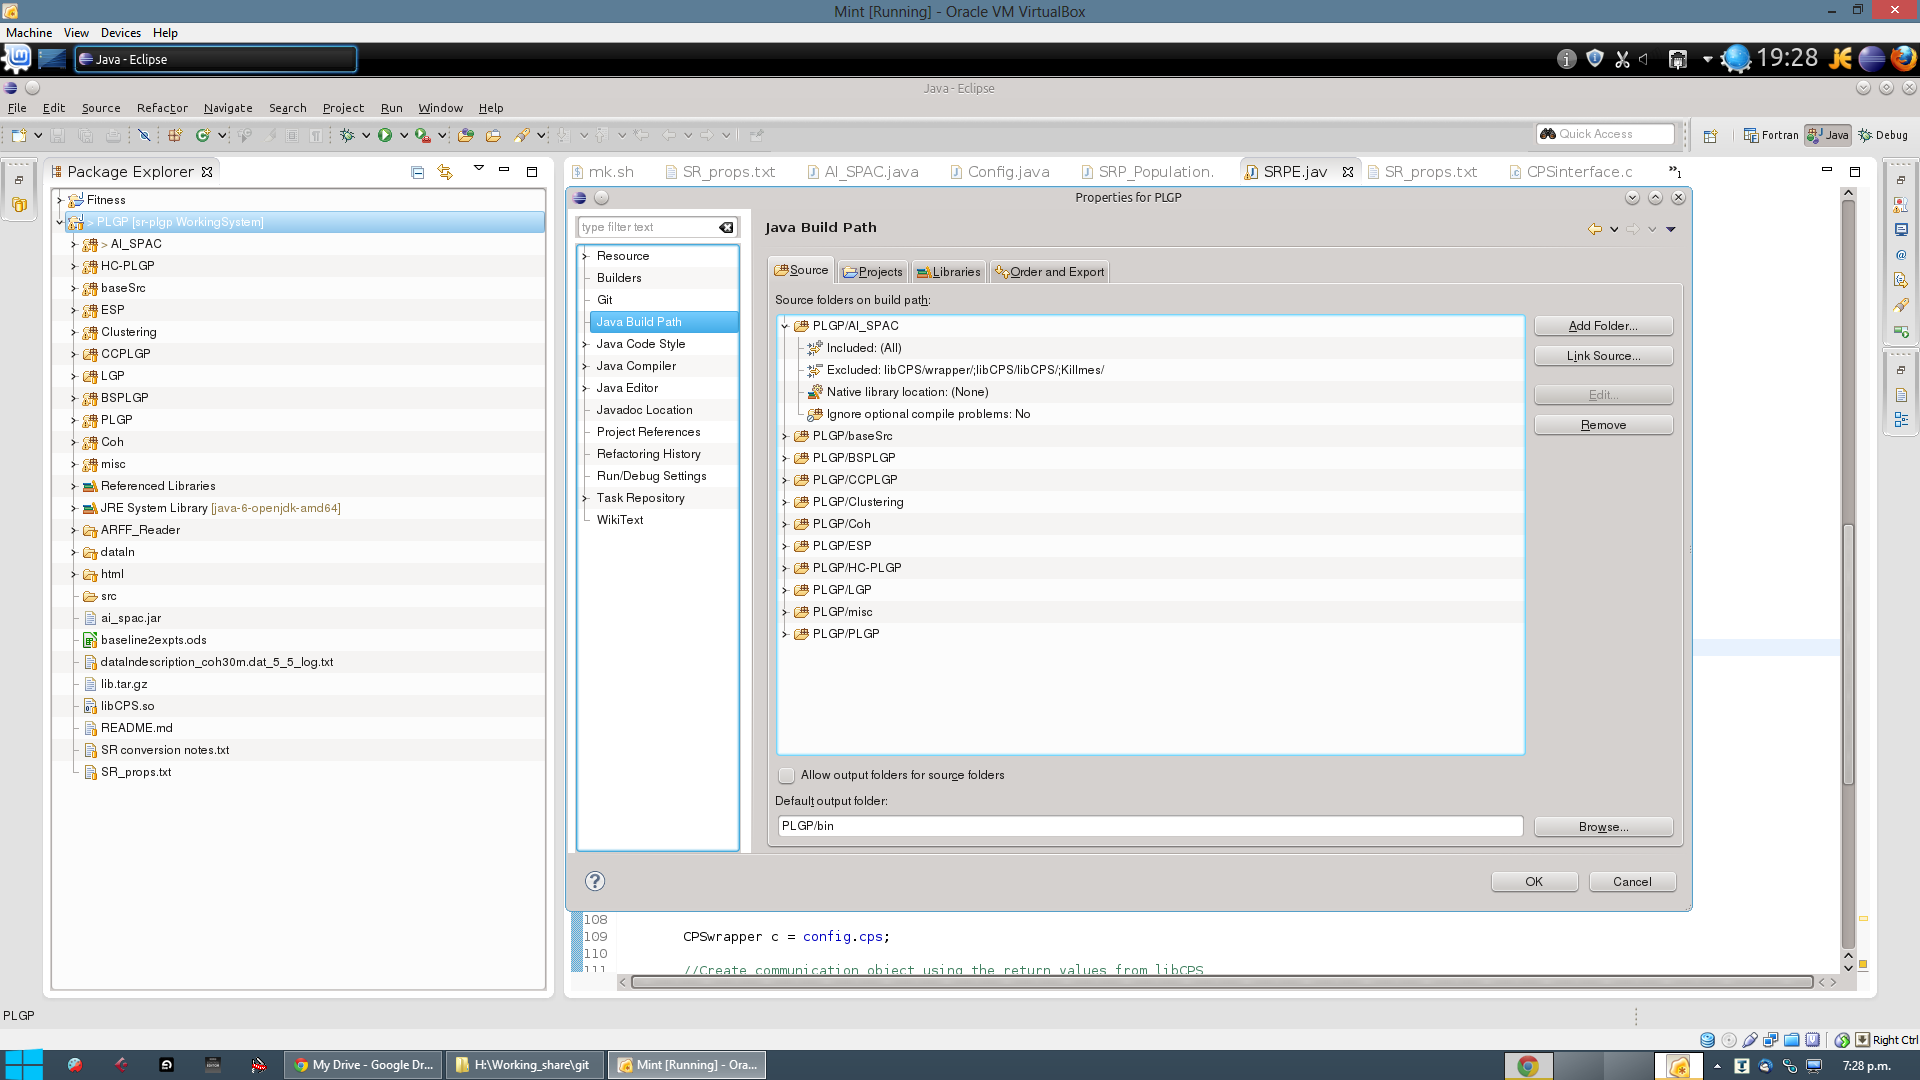 Mint [Running] - Oracle VM VirtualBox
Machine View Devices Help
Java - Eclipse
19:28
Java - Eclipse
File Edit Source Refactor Navigate Search Project Run Window Help
Quick Access
Fortran Java Debug
Package Explorer
mk.sh SR_props.txt AI_SPAC.java Config.java SRP_Population. SRPE.jav SR_props.txt CPSinterface.c »1
Fitness
> PLGP [sr-plgp WorkingSystem]
> AI_SPAC
HC-PLGP
baseSrc
ESP
Clustering
CCPLGP
LGP
BSPLGP
PLGP
Coh
misc
Referenced Libraries
JRE System Library [java-6-openjdk-amd64]
ARFF_Reader
dataIn
html
src
ai_spac.jar
baseline2expts.ods
dataIndescription_coh30m.dat_5_5_log.txt
lib.tar.gz
libCPS.so
README.md
SR conversion notes.txt
SR_props.txt
Properties for PLGP
type filter text
Resource
Builders
Git
Java Build Path
Java Code Style
Java Compiler
Java Editor
Javadoc Location
Project References
Refactoring History
Run/Debug Settings
Task Repository
WikiText
Java Build Path
Source Projects Libraries Order and Export
Source folders on build path:
PLGP/AI_SPAC
Included: (All)
Excluded: libCPS/wrapper/;libCPS/libCPS/;Killmes/
Native library location: (None)
Ignore optional compile problems: No
PLGP/baseSrc
PLGP/BSPLGP
PLGP/CCPLGP
PLGP/Clustering
PLGP/Coh
PLGP/ESP
PLGP/HC-PLGP
PLGP/LGP
PLGP/misc
PLGP/PLGP
Add Folder...
Link Source...
Edit...
Remove
Allow output folders for source folders
Default output folder:
PLGP/bin
Browse...
OK Cancel
108
109 CPSwrapper c = config.cps;
110
111 //Create communication object using the return values from libCPS
PLGP
Right Ctrl
My Drive - Google Dr... H:\Working_share\git Mint [Running] - Ora...
7:28 p.m.